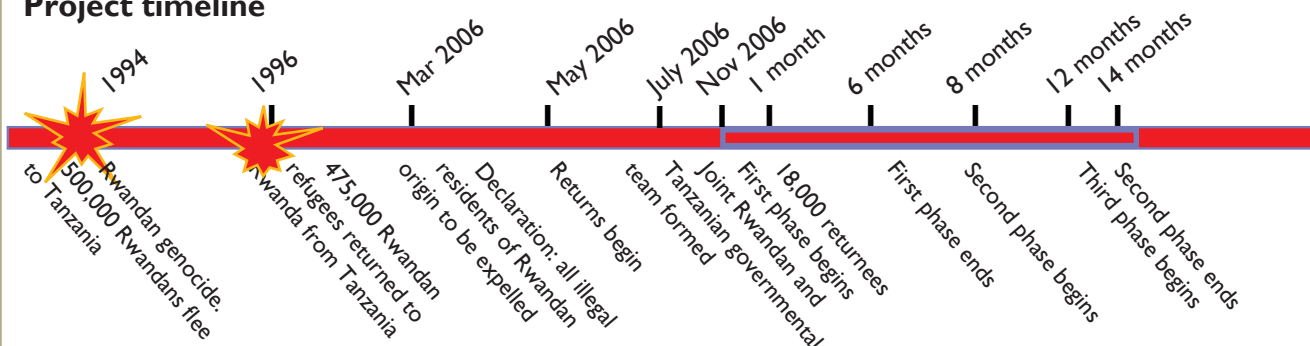 Project timeline
1994
1996
Mar 2006
May 2006
July 2006
Nov 2006
1 month
6 months
8 months
12 months
14 months
Rwandan genocide.
500,000 Rwandans flee
to Tanzania
475,000 Rwandan
refugees returned to
Rwanda from Tanzania
Declaration: all illegal
residents of Rwandan
origin to be expelled
Returns begin
Joint Rwandan and
Tanzanian governmental
team formed
First phase begins
18,000 returnees
First phase ends
Second phase begins
Third phase begins
Second phase ends